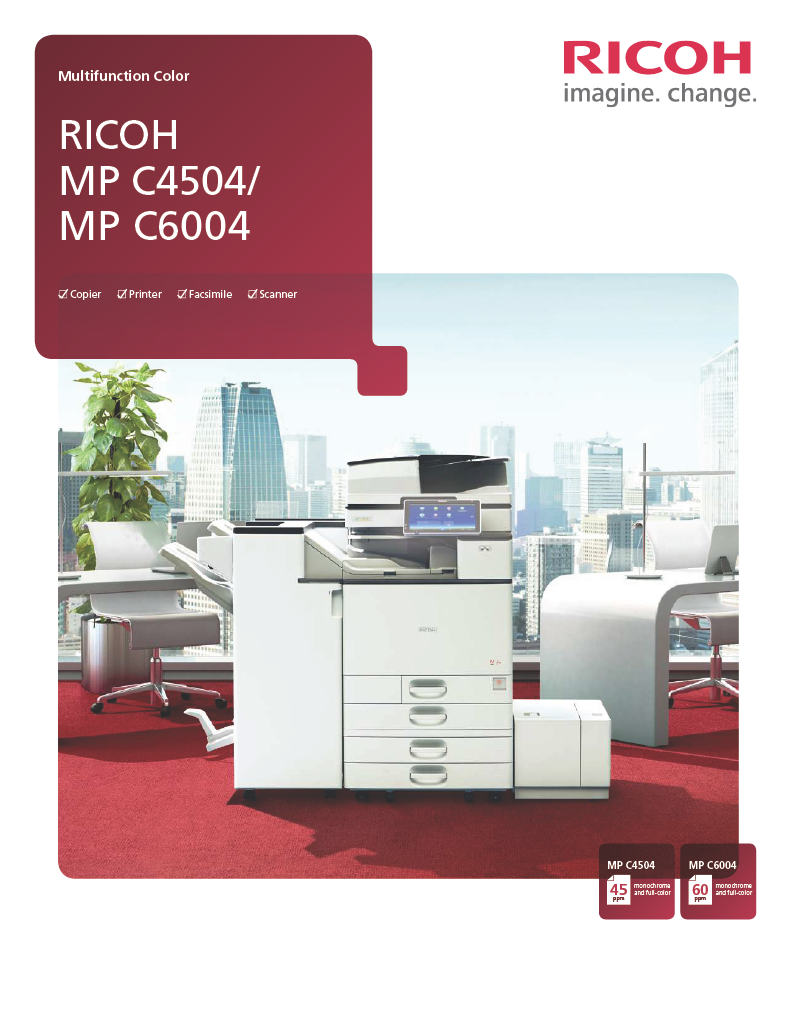 Multifunction Color
RICOH
imagine. change.
RICOH
MP C4504/
MP C6004
Copier Printer Facsimile Scanner
RICOH
MP C4504
45
ppm
monochrome
and full-color
MP C6004
60
ppm
monochrome
and full-color